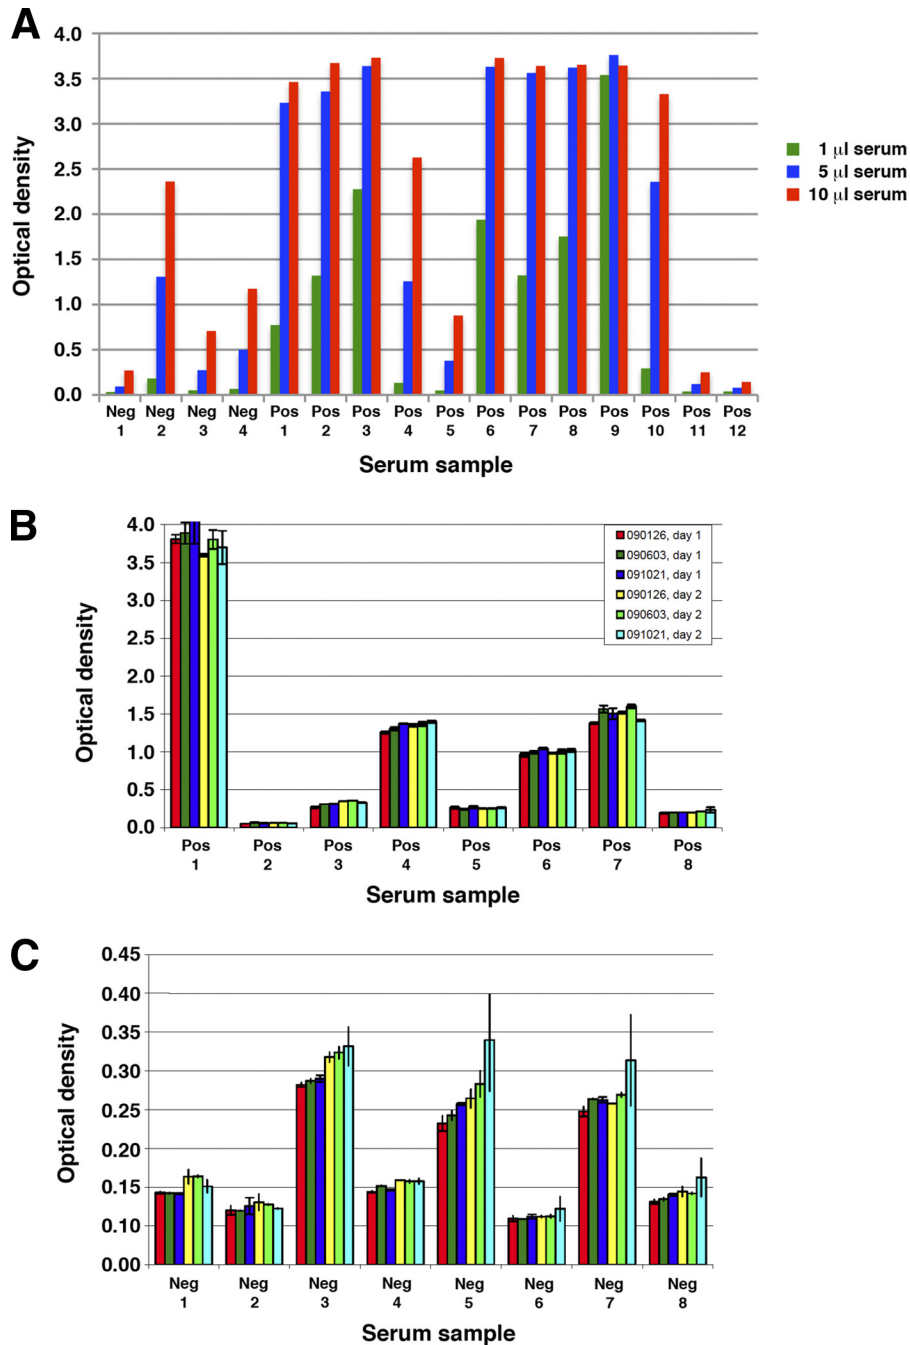 A
4.0
3.5
3.0
2.5
2.0
1.5
1.0
0.5
0.0
Optical density
Neg Neg Neg Neg Pos Pos Pos Pos Pos Pos Pos Pos Pos Pos Pos Pos
1 2 3 4 1 2 3 4 5 6 7 8 9 10 11 12
Serum sample
1 μl serum
5 μl serum
10 μl serum
B
4.0
3.5
3.0
2.5
2.0
1.5
1.0
0.5
0.0
Optical density
090126, day 1
090603, day 1
091021, day 1
090126, day 2
090603, day 2
091021, day 2
Pos Pos Pos Pos Pos Pos Pos Pos
1 2 3 4 5 6 7 8
Serum sample
C
0.45
0.40
0.35
0.30
0.25
0.20
0.15
0.10
0.00
Optical density
Neg Neg Neg Neg Neg Neg Neg Neg
1 2 3 4 5 6 7 8
Serum sample